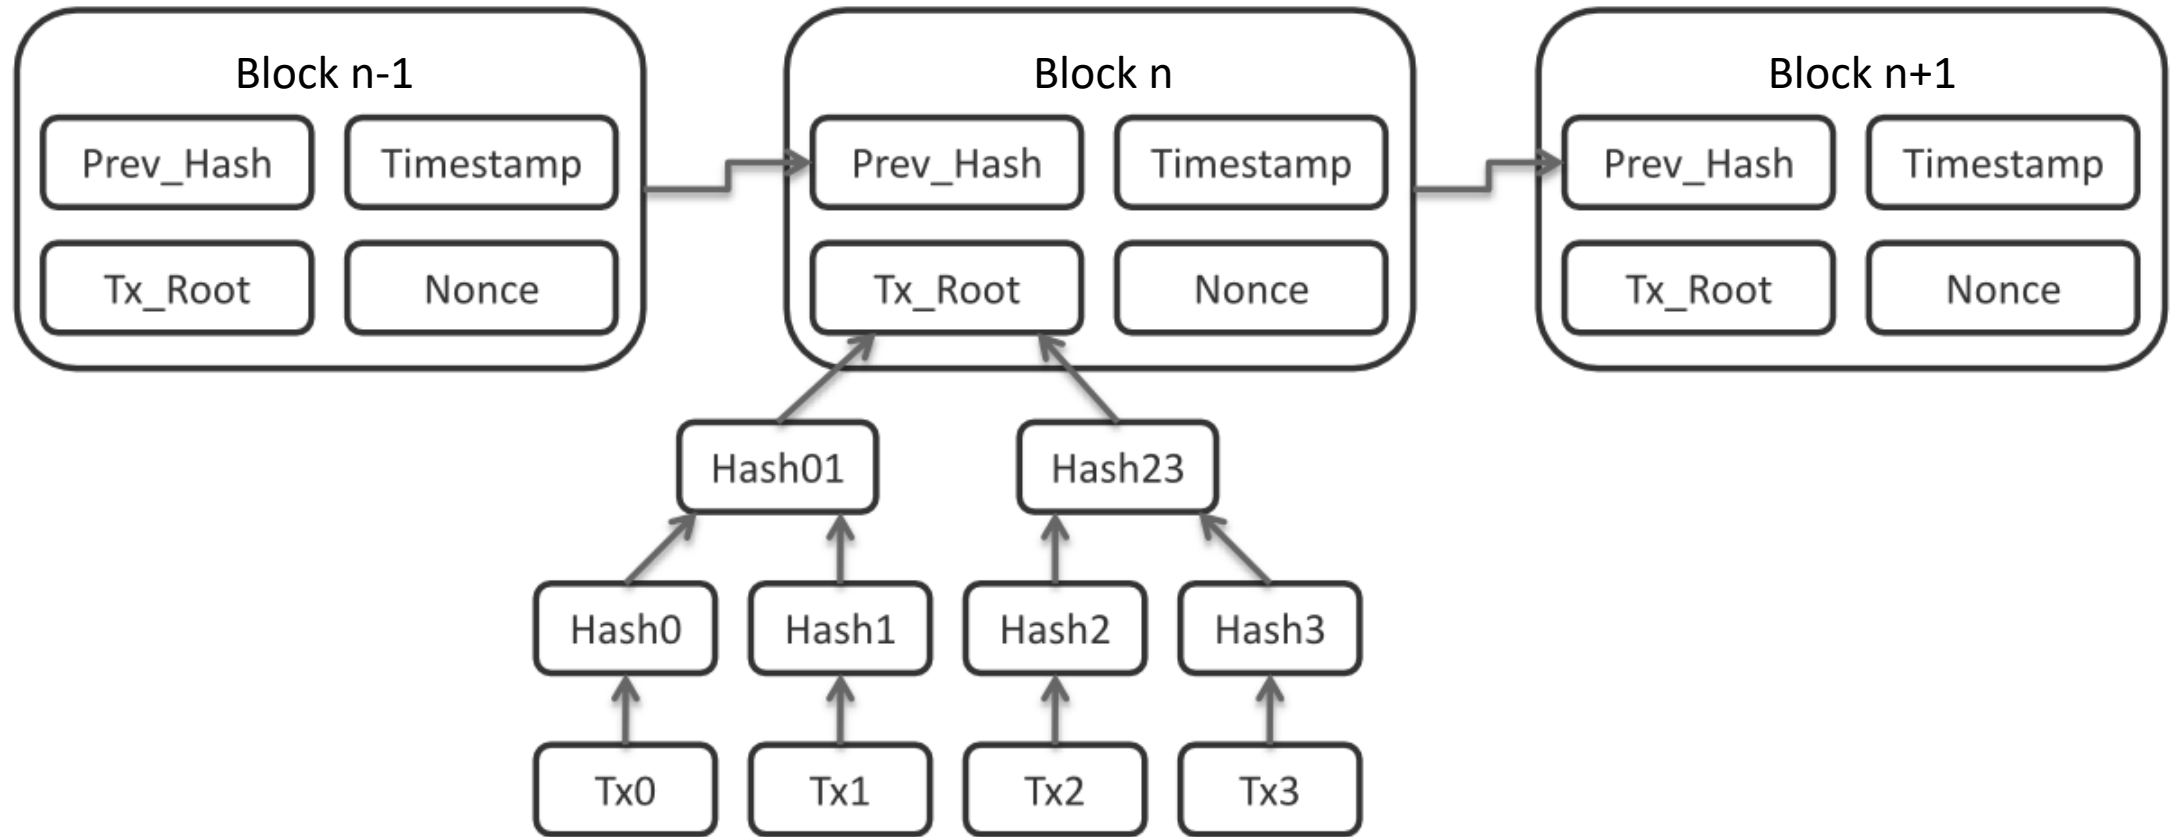 Block n-1
Block n
Block n+1
Prev_Hash
Timestamp
Prev_Hash
Timestamp
Prev_Hash
Timestamp
Tx_Root
Nonce
Tx_Root
Nonce
Tx_Root
Nonce
Hash01
Hash23
Hash0
Hash1
Hash2
Hash3
Tx0
Tx1
Tx2
Tx3